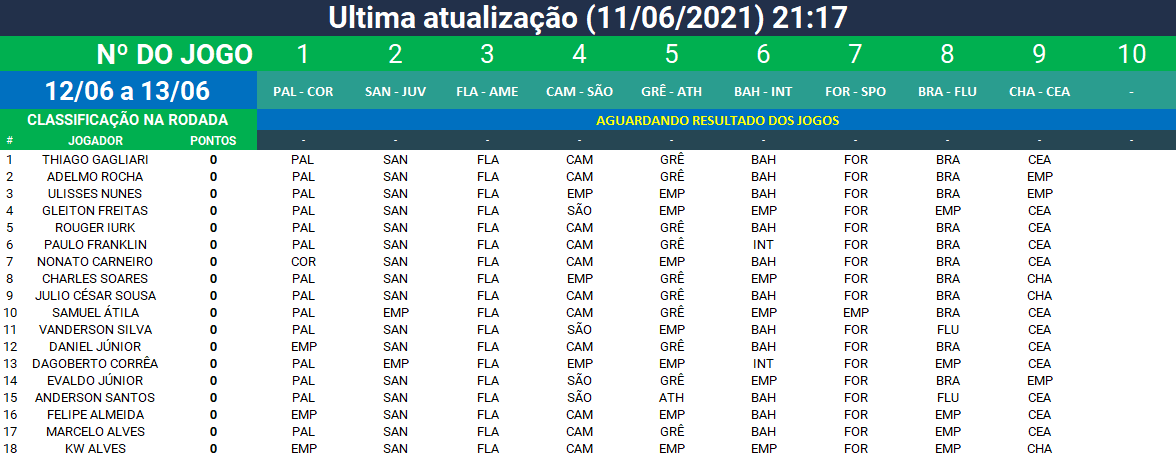 Ultima atualização (11/06/2021) 21:17
Nº DO JOGO 1 2 3 4 5 6 7 8 9 10
12/06 a 13/06 PAL - COR SAN - JUV FLA - AME CAM - SÃO GRÊ - ATH BAH - INT FOR - SPO BRA - FLU CHA - CEA -
CLASSIFICAÇÃO NA RODADA AGUARDANDO RESULTADO DOS JOGOS
# JOGADOR PONTOS - - - - - - - - - -
1 THIAGO GAGLIARI 0 PAL SAN FLA CAM GRÊ BAH FOR BRA CEA
2 ADELMO ROCHA 0 PAL SAN FLA CAM GRÊ BAH FOR BRA EMP
3 ULISSES NUNES 0 PAL SAN FLA EMP EMP BAH FOR BRA EMP
4 GLEITON FREITAS 0 PAL SAN FLA SÃO EMP EMP FOR EMP CEA
5 ROUGER IURK 0 PAL SAN FLA CAM GRÊ BAH FOR BRA CEA
6 PAULO FRANKLIN 0 PAL SAN FLA CAM GRÊ INT FOR BRA CEA
7 NONATO CARNEIRO 0 COR SAN FLA CAM EMP BAH FOR BRA CEA
8 CHARLES SOARES 0 PAL SAN FLA EMP GRÊ EMP FOR BRA CHA
9 JULIO CÉSAR SOUSA 0 PAL SAN FLA CAM GRÊ BAH FOR BRA CHA
10 SAMUEL ÁTILA 0 PAL EMP FLA CAM GRÊ EMP EMP BRA CEA
11 VANDERSON SILVA 0 PAL SAN FLA SÃO EMP BAH FOR FLU CEA
12 DANIEL JÚNIOR 0 EMP SAN FLA CAM GRÊ BAH FOR BRA CEA
13 DAGOBERTO CORRÊA 0 PAL EMP FLA EMP EMP INT FOR EMP CEA
14 EVALDO JÚNIOR 0 PAL SAN FLA SÃO GRÊ EMP FOR BRA EMP
15 ANDERSON SANTOS 0 PAL SAN FLA SÃO ATH BAH FOR FLU CEA
16 FELIPE ALMEIDA 0 EMP SAN FLA CAM EMP BAH FOR EMP CEA
17 MARCELO ALVES 0 PAL SAN FLA CAM GRÊ BAH FOR EMP CEA
18 KW ALVES 0 EMP SAN FLA CAM EMP EMP FOR EMP CHA